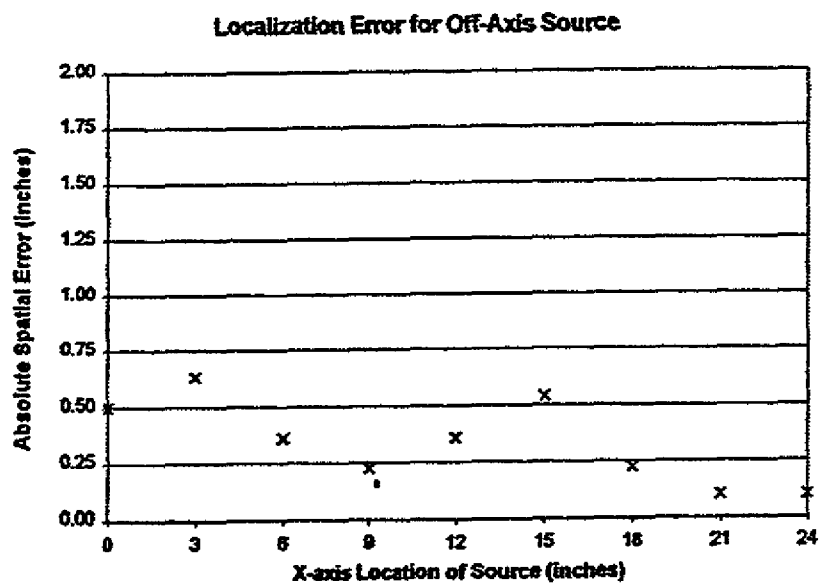 Localization Error for Off-Axis Source
2.00
1.75
1.50
1.25
1.00
0.75
0.50
0.25
0.00
Absolute Spatial Error (inches)
0 3 6 9 12 15 18 21 24
X-axis Location of Source (inches)